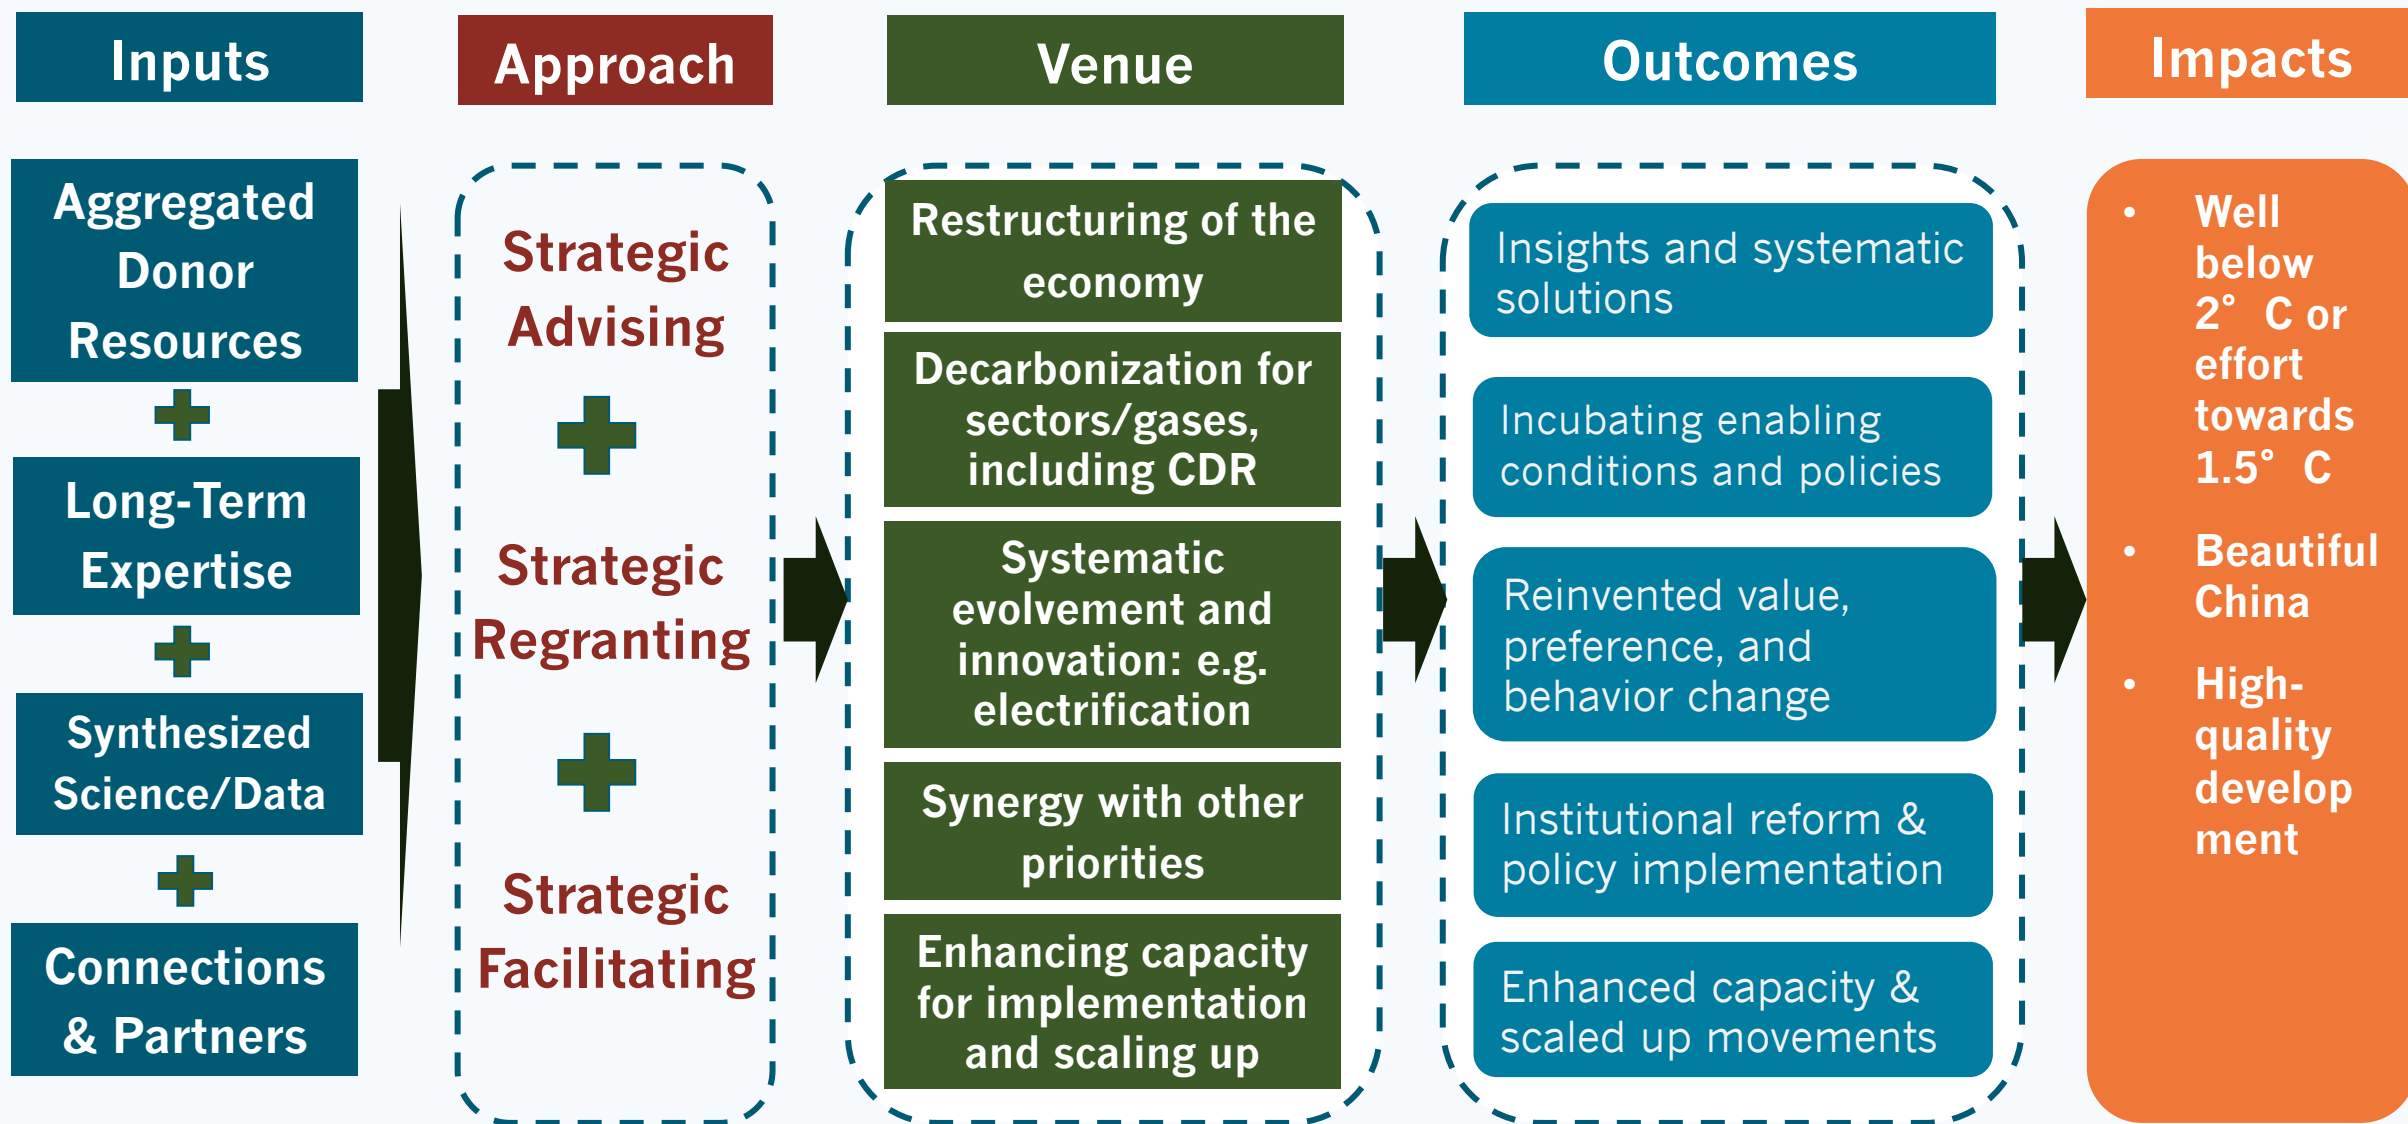 Inputs
Approach
Venue
Outcomes
Impacts
Aggregated
Donor
Resources
Long-Term
Expertise
Synthesized
Science/Data
Connections
& Partners
Strategic
Advising
Strategic
Regranting
Strategic
Facilitating
Restructuring of the
economy
Decarbonization for
sectors/gases,
including CDR
Systematic
evolvement and
innovation: e.g.
electrification
Synergy with other
priorities
Enhancing capacity
for implementation
and scaling up
Insights and systematic
solutions
Incubating enabling
conditions and policies
Reinvented value,
preference, and
behavior change
Institutional reform &
policy implementation
Enhanced capacity &
scaled up movements
• Well
below
2° C or
effort
towards
1.5° C
• Beautiful
China
• High-
quality
develop
ment